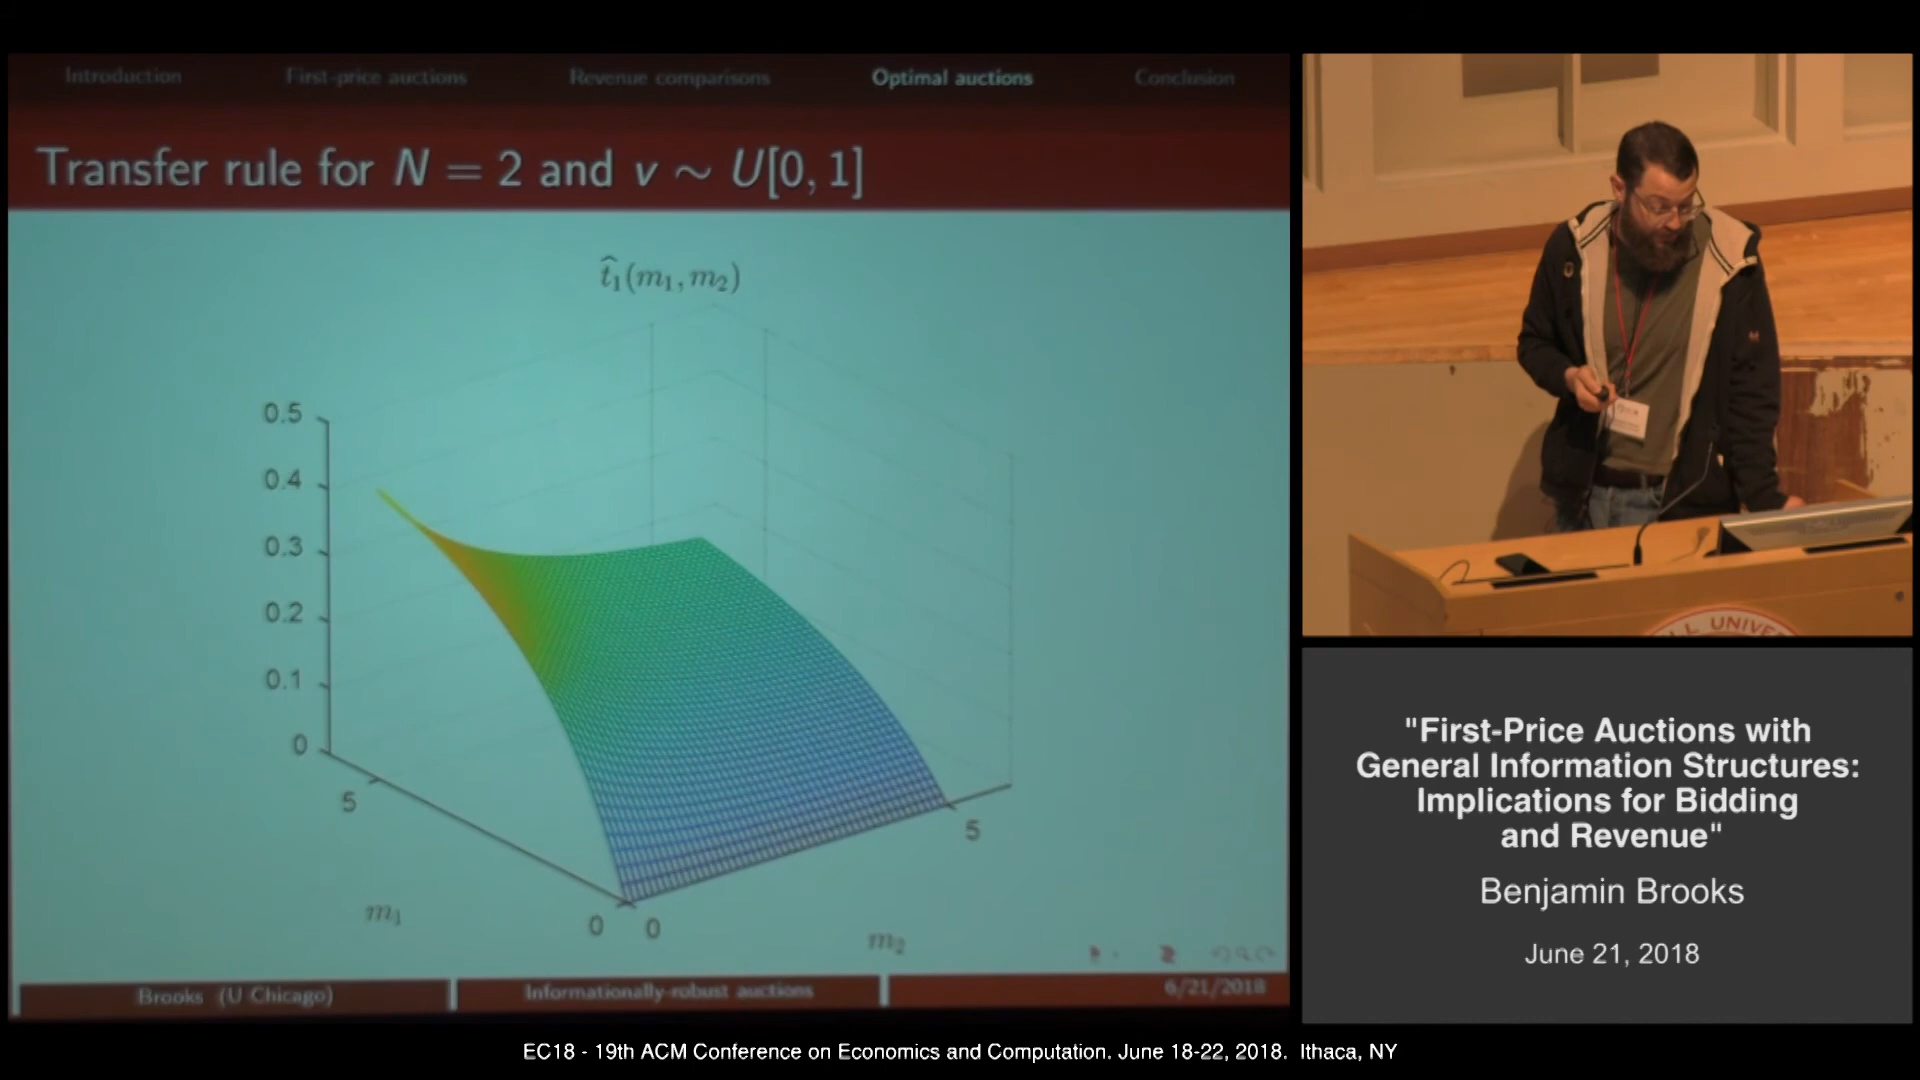 Introduction First-price auctions Revenue comparisons Optimal auctions Conclusion
Transfer rule for N = 2 and v ∼ U[0, 1]
t̂₁(m₁, m₂)
0.5
0.4
0.3
0.2
0.1
0
5
m₁
0
0
m₂
5
Brooks (U Chicago) Informationally-robust auctions 6/21/2018
L UNIVE
"First-Price Auctions with
General Information Structures:
Implications for Bidding
and Revenue"
Benjamin Brooks
June 21, 2018
EC18 - 19th ACM Conference on Economics and Computation. June 18-22, 2018. Ithaca, NY